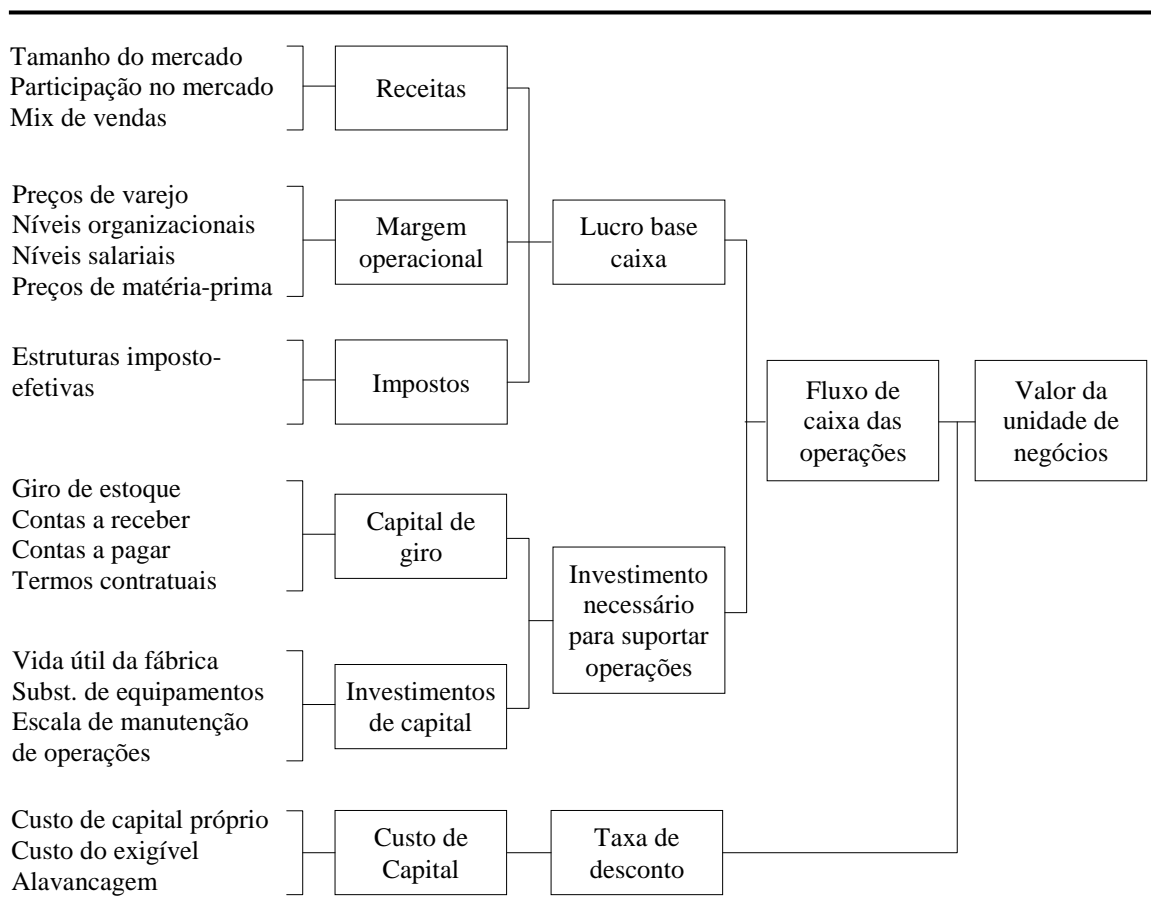 Tamanho do mercado
Participação no mercado
Mix de vendas
Receitas
Preços de varejo
Níveis organizacionais
Níveis salariais
Preços de matéria-prima
Margem
operacional
Lucro base
caixa
Estruturas imposto-
efetivas
Impostos
Fluxo de
caixa das
operações
Valor da
unidade de
negócios
Giro de estoque
Contas a receber
Contas a pagar
Termos contratuais
Capital de
giro
Investimento
necessário
para suportar
operações
Vida útil da fábrica
Subst. de equipamentos
Escala de manutenção
de operações
Investimentos
de capital
Custo de capital próprio
Custo do exigível
Alavancagem
Custo de
Capital
Taxa de
desconto